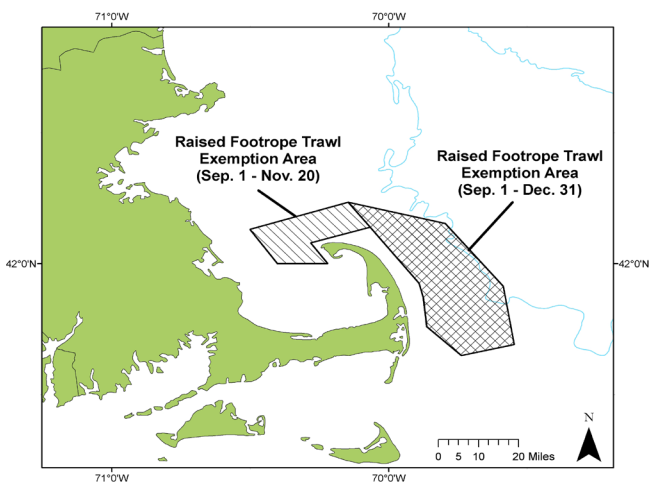 71°0'W
70°0'W
Raised Footrope Trawl
Exemption Area
(Sep. 1 - Nov. 20)
Raised Footrope Trawl
Exemption Area
(Sep. 1 - Dec. 31)
42°0'N
42°0'N
N
0 5 10 20 Miles
71°0'W
70°0'W